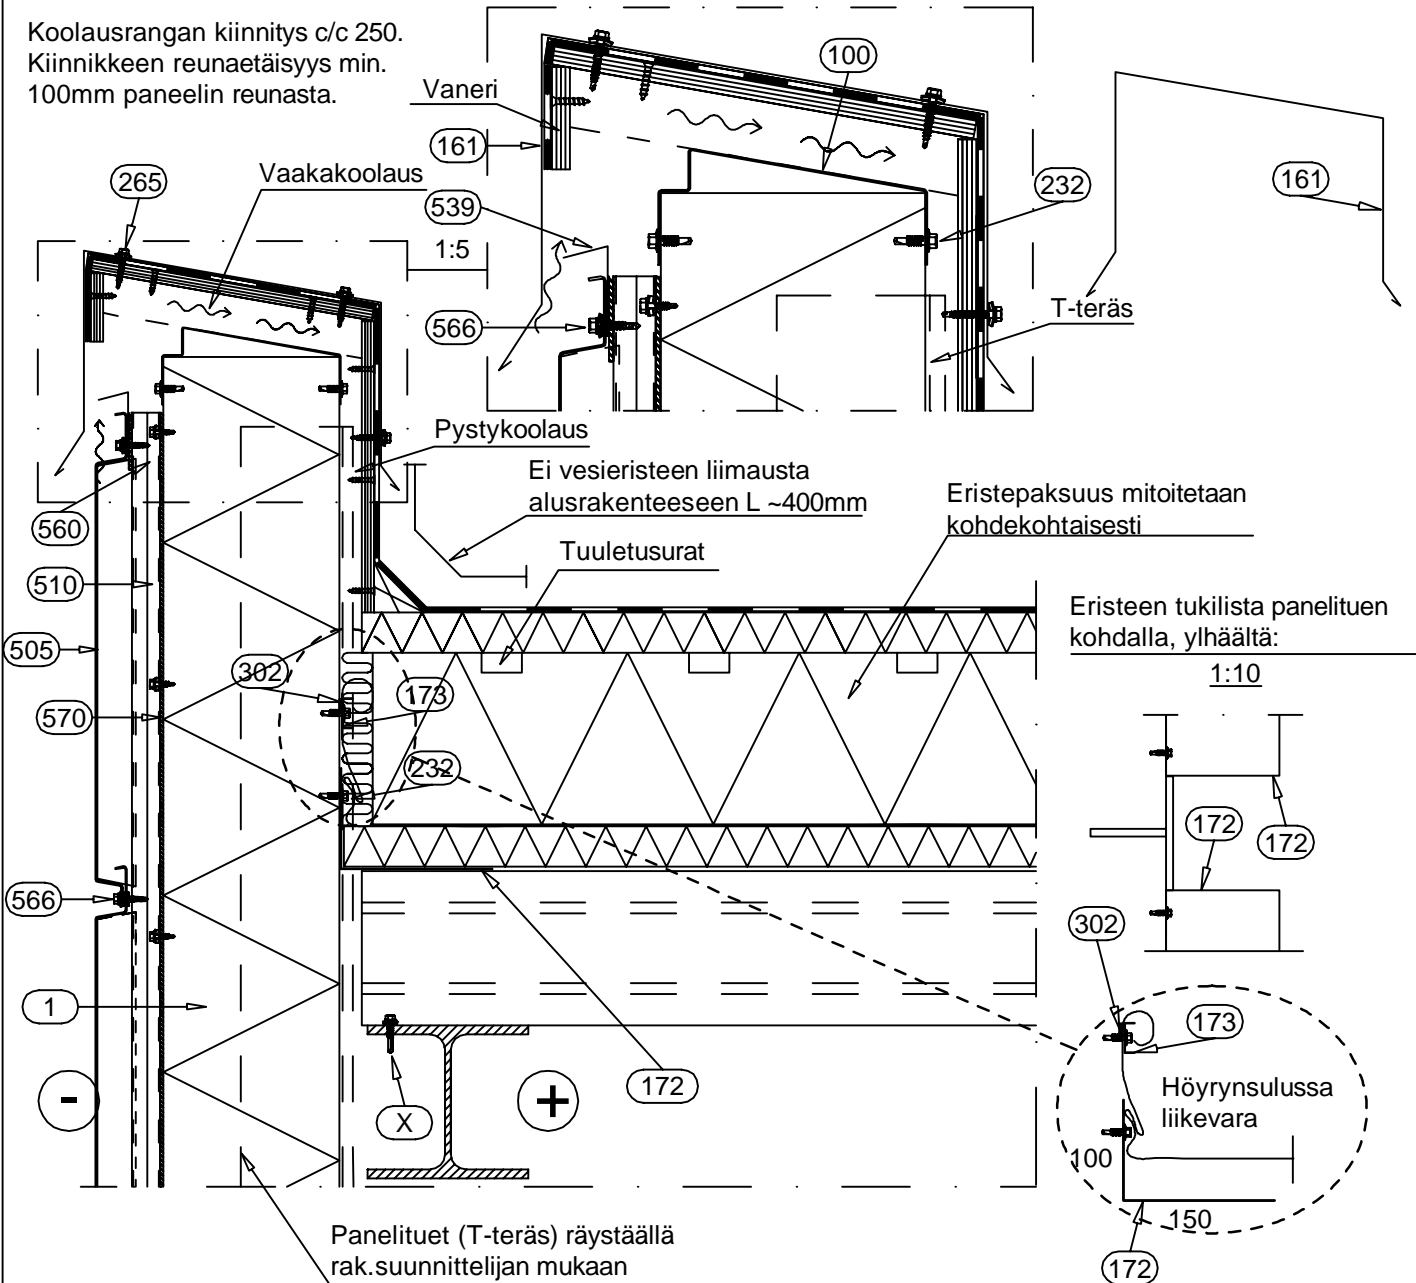 Koolausrangan kiinnitys c/c 250.
Kiinnikkeen reunaetäisyys min.
100mm paneelin reunasta.
Vaneri
100
161
161
265
Vaakakoolaus
539
232
1:5
566
T-teräs
Pystykoolaus
Ei vesieristeen liimausta
alusrakenteeseen L ~400mm
Eristepaksuus mitoitetaan
kohdekohtaisesti
560
Tuuletusurat
510
505
Eristeen tukilista panelituen
kohdalla, ylhäältä:
1:10
302
173
570
232
172
172
566
302
1
173
Höyrynsulussa
liikevara
-
+
X
172
100
150
172
Panelituet (T-teräs) räystäällä
rak.suunnittelijan mukaan